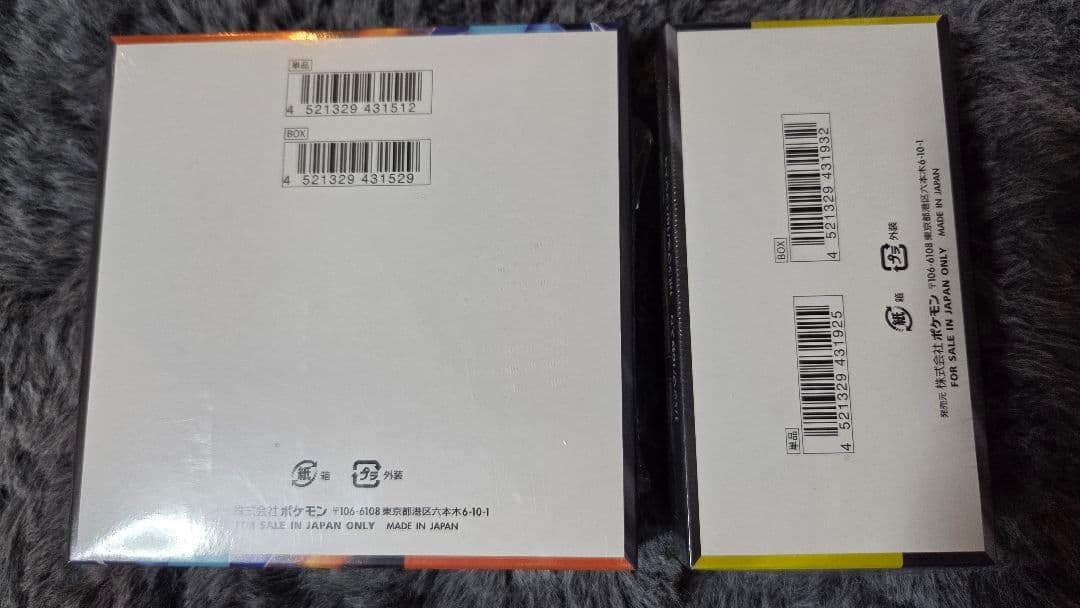 単品
4 521329 431512
BOX
4 521329 431529
紙 箱
プラ 外装
株式会社 ポケモン 〒106-6108 東京都港区六本木6-10-1
FOR SALE IN JAPAN ONLY MADE IN JAPAN
BOX
4 521329 431932
単品
4 521329 431925
プラ 外装
紙 箱
発売元 株式会社 ポケモン 〒106-6108 東京都港区六本木6-10-1
FOR SALE IN JAPAN ONLY MADE IN JAPAN